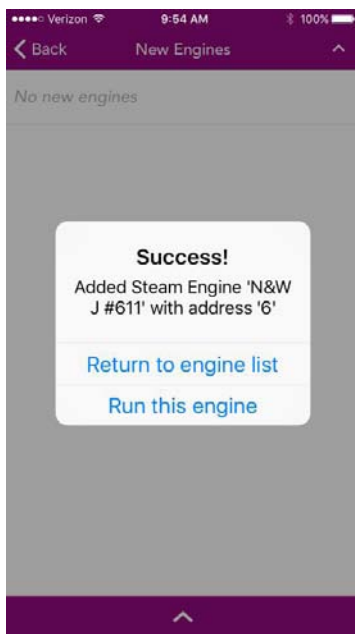 Verizon 9:54 AM 100%
Back New Engines
No new engines
Success!
Added Steam Engine 'N&W
J #611' with address '6'
Return to engine list
Run this engine